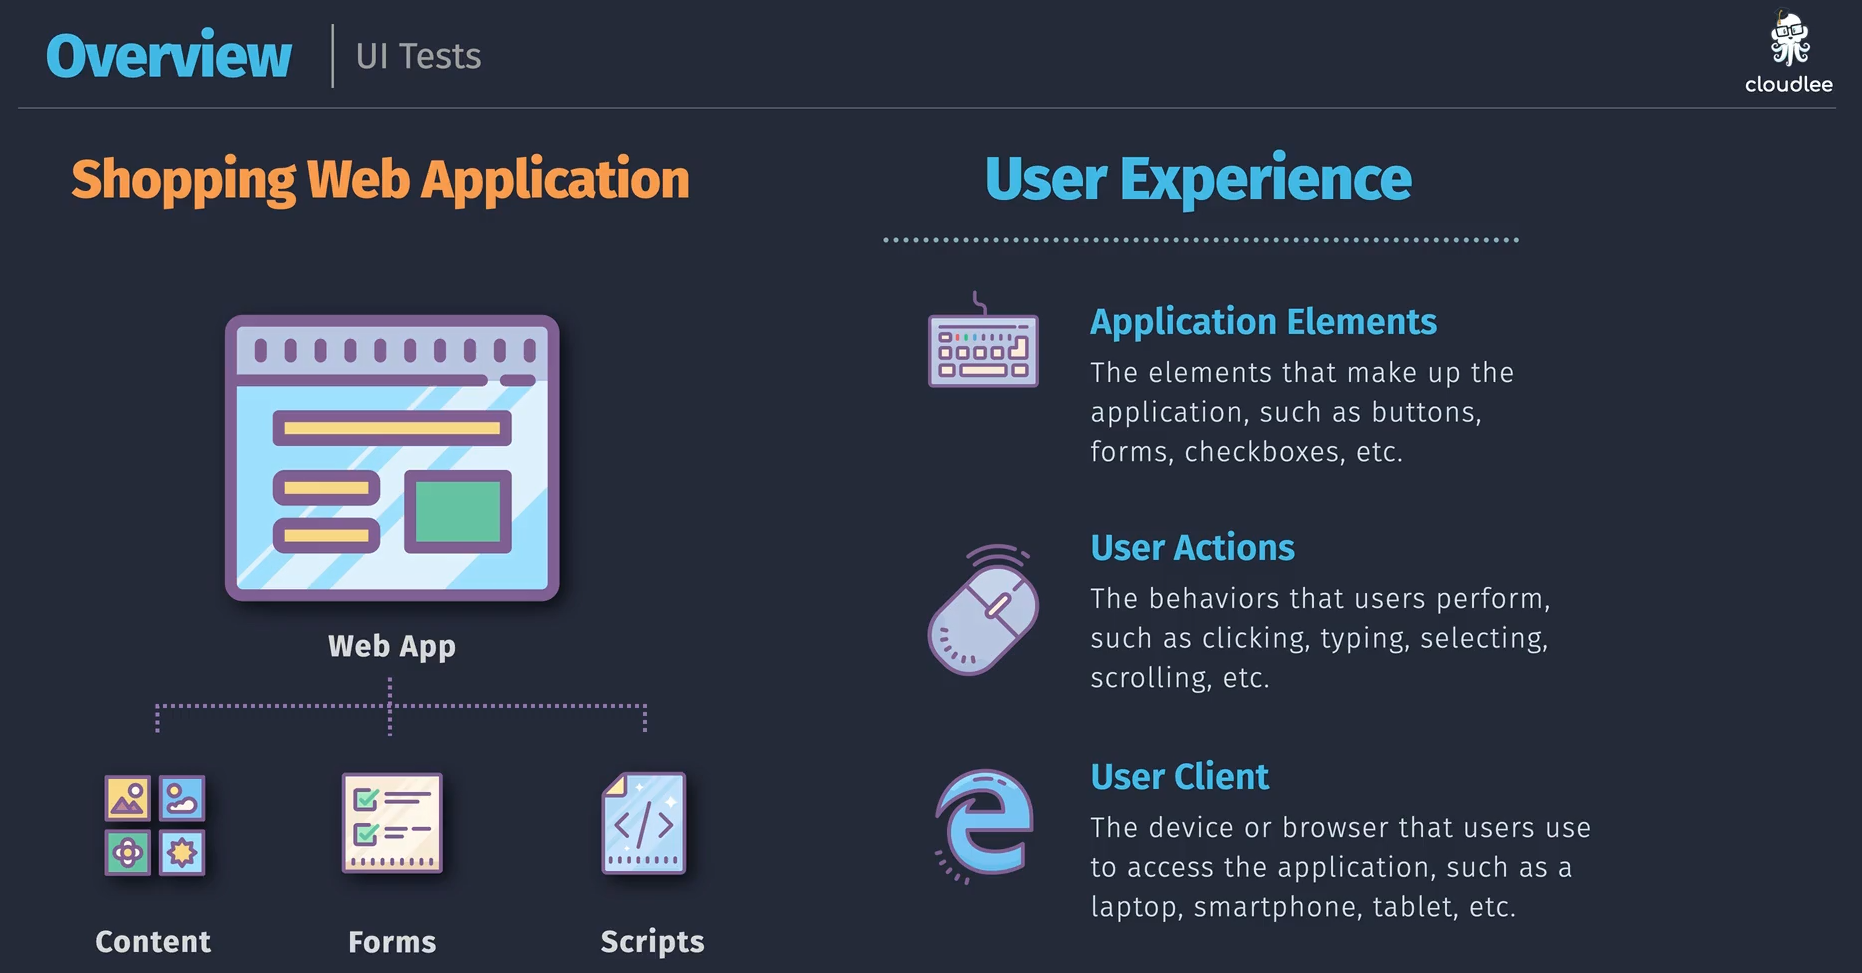 Overview
UI Tests
cloudlee
Shopping Web Application
Web App
Content
Forms
Scripts
User Experience
Application Elements
The elements that make up the
application, such as buttons,
forms, checkboxes, etc.
User Actions
The behaviors that users perform,
such as clicking, typing, selecting,
scrolling, etc.
User Client
The device or browser that users use
to access the application, such as a
laptop, smartphone, tablet, etc.